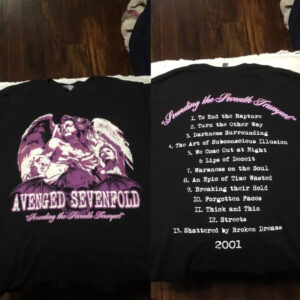 AVENGED SEVENFOLD
"Sounding the Seventh Trumpet"
"Sounding the Seventh Trumpet"
1. To End the Rapture
2. Turn the Other Way
3. Darkness Surrounding
4. The Art of Subconscious Illusion
5. We Come Out at Night
6 Lips of Deceit
7. Warmness on the Soul
8. An Epic of Time Wasted
9. Breaking their Hold
10. Forgotten Faces
11. Thick and Thin
12. Streets
13. Shattered by Broken Dreams
2001